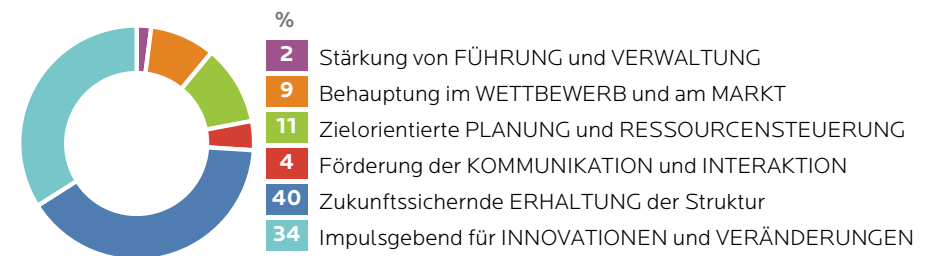 %
2 Stärkung von FÜHRUNG und VERWALTUNG
9 Behauptung im WETTBEWERB und am MARKT
11 Zielorientierte PLANUNG und RESSOURCENSTEUERUNG
4 Förderung der KOMMUNIKATION und INTERAKTION
40 Zukunftssichernde ERHALTUNG der Struktur
34 Impulsgebend für INNOVATIONEN und VERÄNDERUNGEN